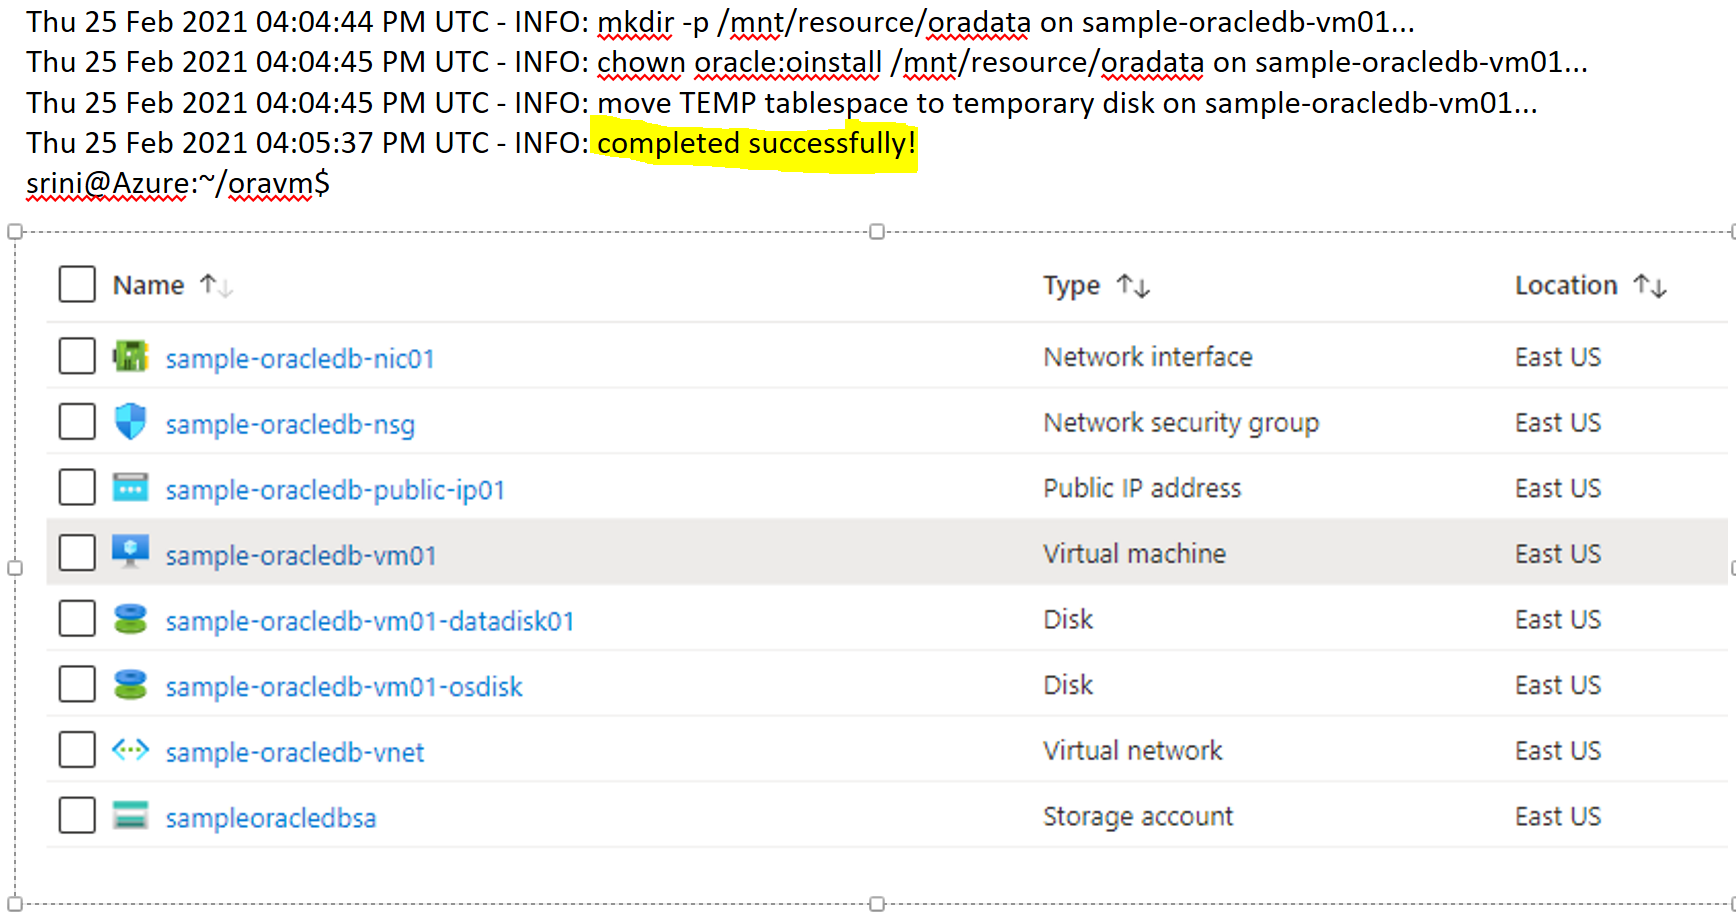 Thu 25 Feb 2021 04:04:44 PM UTC - INFO: mkdir -p /mnt/resource/oradata on sample-oracledb-vm01...
Thu 25 Feb 2021 04:04:45 PM UTC - INFO: chown oracle:oinstall /mnt/resource/oradata on sample-oracledb-vm01...
Thu 25 Feb 2021 04:04:45 PM UTC - INFO: move TEMP tablespace to temporary disk on sample-oracledb-vm01...
Thu 25 Feb 2021 04:05:37 PM UTC - INFO: completed successfully!
srini@Azure:~/oravm$
Name ↑↓ Type ↑↓ Location ↑↓
sample-oracledb-nic01 Network interface East US
sample-oracledb-nsg Network security group East US
sample-oracledb-public-ip01 Public IP address East US
sample-oracledb-vm01 Virtual machine East US
sample-oracledb-vm01-datadisk01 Disk East US
sample-oracledb-vm01-osdisk Disk East US
sample-oracledb-vnet Virtual network East US
sampleoracledbsa Storage account East US